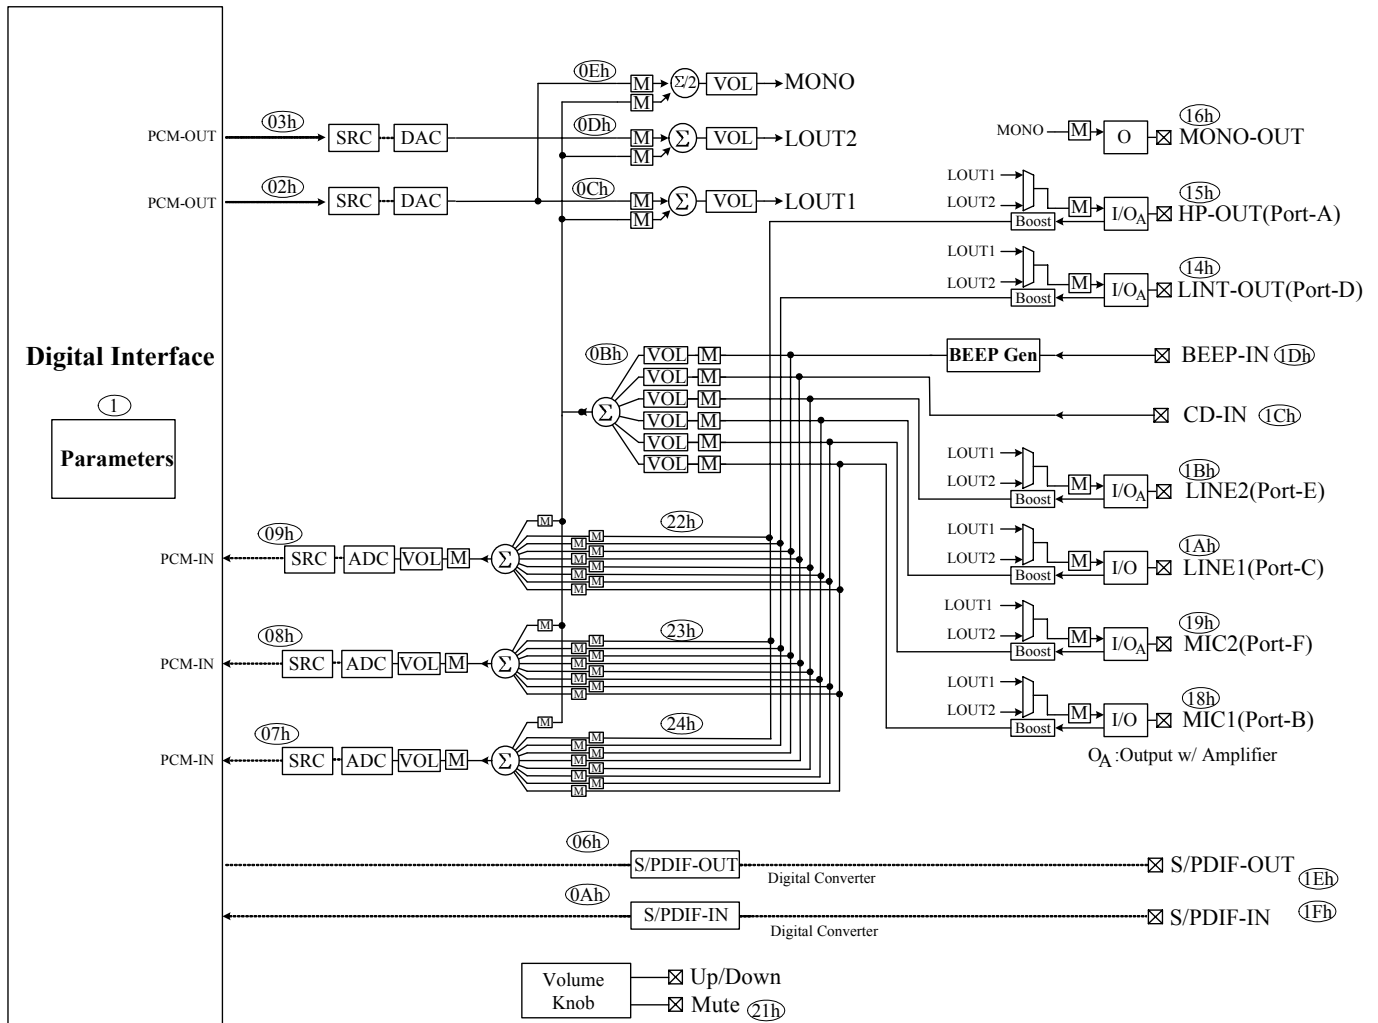 0Eh
M
Σ/2
VOL
MONO
M
PCM-OUT
03h
SRC
DAC
0Dh
M
Σ
VOL
LOUT2
M
PCM-OUT
02h
SRC
DAC
0Ch
M
Σ
VOL
LOUT1
M
MONO
M
O
16h
MONO-OUT
LOUT1
LOUT2
Boost
M
I/OA
15h
HP-OUT(Port-A)
LOUT1
LOUT2
Boost
M
I/OA
14h
LINT-OUT(Port-D)
Digital Interface
1
Parameters
0Bh
Σ
VOL M
VOL M
VOL M
VOL M
VOL M
VOL M
BEEP Gen
BEEP-IN 1Dh
CD-IN 1Ch
LOUT1
LOUT2
Boost
M
I/OA
1Bh
LINE2(Port-E)
LOUT1
LOUT2
Boost
M
I/O
1Ah
LINE1(Port-C)
LOUT1
LOUT2
Boost
M
I/OA
19h
MIC2(Port-F)
LOUT1
LOUT2
Boost
M
I/O
18h
MIC1(Port-B)
OA :Output w/ Amplifier
PCM-IN
09h
SRC
ADC
VOL
M
Σ
22h
M
M
M
M
M
M
M
M
M
PCM-IN
08h
SRC
ADC
VOL
M
Σ
23h
M
M
M
M
M
M
M
M
M
PCM-IN
07h
SRC
ADC
VOL
M
Σ
24h
M
M
M
M
M
M
M
M
M
06h
S/PDIF-OUT
Digital Converter
S/PDIF-OUT
1Eh
0Ah
S/PDIF-IN
Digital Converter
S/PDIF-IN
1Fh
Volume
Knob
Up/Down
Mute 21h